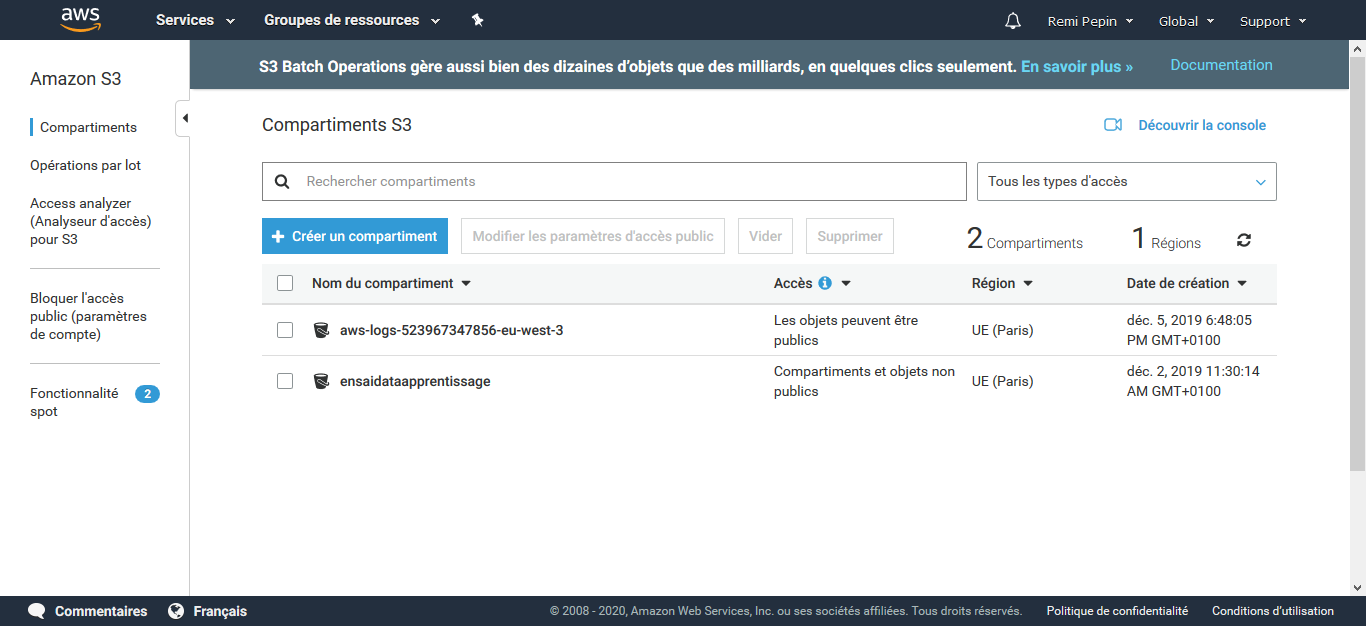 aws
Services
Groupes de ressources
Remi Pepin
Global
Support
Amazon S3
Compartiments
Opérations par lot
Access analyzer
(Analyseur d'accès)
pour S3
Bloquer l'accès
public (paramètres
de compte)
Fonctionnalité
spot
2
S3 Batch Operations gère aussi bien des dizaines d'objets que des milliards, en quelques clics seulement. En savoir plus »
Documentation
Compartiments S3
Découvrir la console
Rechercher compartiments
Tous les types d'accès
Créer un compartiment
Modifier les paramètres d'accès public
Vider
Supprimer
2 Compartiments
1 Régions
Nom du compartiment
Accès
Région
Date de création
aws-logs-523967347856-eu-west-3
Les objets peuvent être
publics
UE (Paris)
déc. 5, 2019 6:48:05
PM GMT+0100
ensaidataapprentissage
Compartiments et objets non
publics
UE (Paris)
déc. 2, 2019 11:30:14
AM GMT+0100
Commentaires
Français
© 2008 - 2020, Amazon Web Services, Inc. ou ses sociétés affiliées. Tous droits réservés.
Politique de confidentialité
Conditions d'utilisation